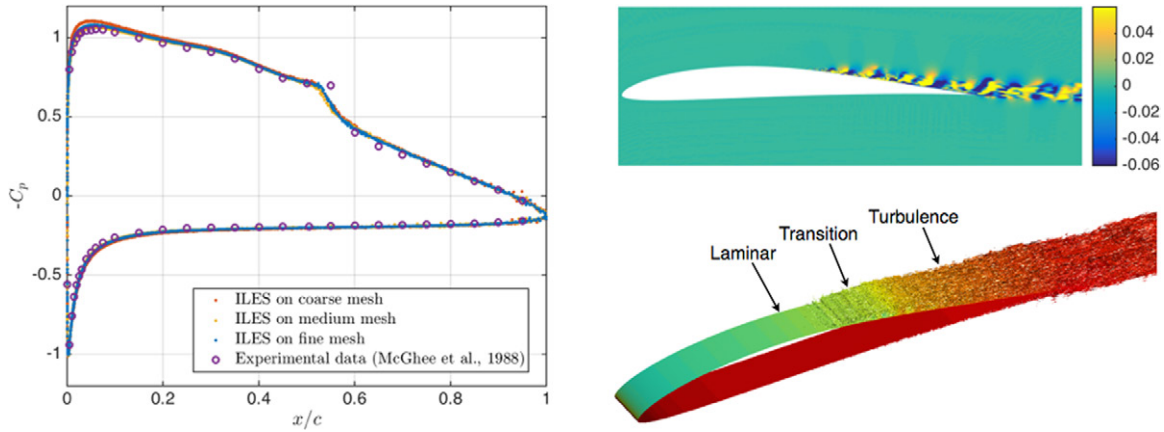 1
0.5
0
-0.5
-1
-C_p
0
0.2
0.4
0.6
0.8
1
x/c
ILES on coarse mesh
ILES on medium mesh
ILES on fine mesh
Experimental data (McGhee et al., 1988)
0.04
0.02
0
-0.02
-0.04
-0.06
Turbulence
Transition
Laminar